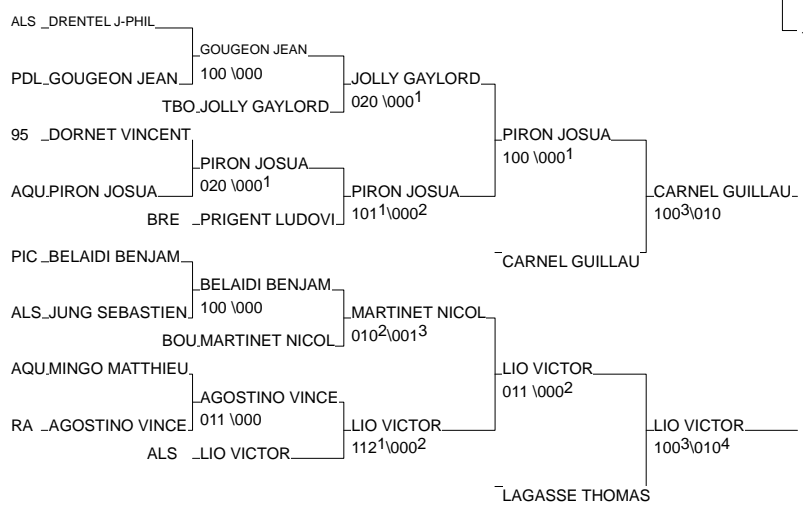 ALS DRENTEL J-PHIL
GOUGEON JEAN
100 \000
PDL GOUGEON JEAN
JOLLY GAYLORD
020 \000¹
TBO JOLLY GAYLORD
95 DORNET VINCENT
PIRON JOSUA
100 \000¹
PIRON JOSUA
020 \000¹
AQU PIRON JOSUA
PIRON JOSUA
101¹\000²
CARNEL GUILLAU
100³\010
BRE PRIGENT LUDOVI
PIC BELAIDI BENJAM
CARNEL GUILLAU
BELAIDI BENJAM
100 \000
ALS JUNG SEBASTIEN
MARTINET NICOL
010²\001³
BOU MARTINET NICOL
AQU MINGO MATTHIEU
LIO VICTOR
011 \000²
AGOSTINO VINCE
011 \000
RA AGOSTINO VINCE
LIO VICTOR
112¹\000²
LIO VICTOR
100³\010⁴
ALS LIO VICTOR
LAGASSE THOMAS